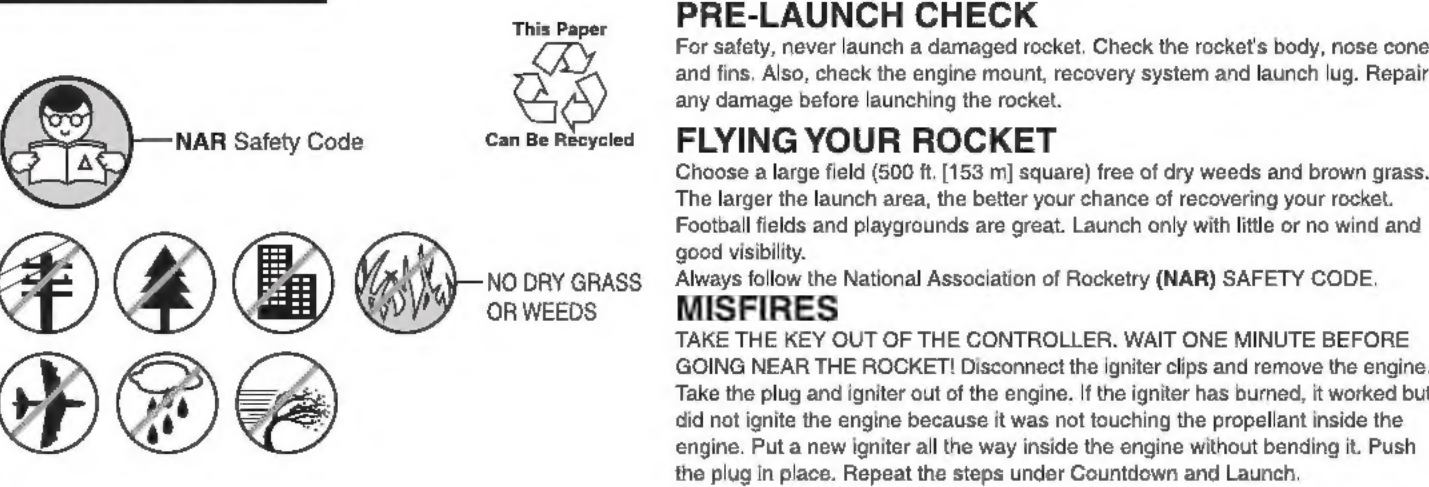 This Paper
Can Be Recycled
NAR Safety Code
NO DRY GRASS
OR WEEDS
PRE-LAUNCH CHECK
For safety, never launch a damaged rocket. Check the rocket's body, nose cone
and fins. Also, check the engine mount, recovery system and launch lug. Repair
any damage before launching the rocket.
FLYING YOUR ROCKET
Choose a large field (500 ft. [153 m] square) free of dry weeds and brown grass.
The larger the launch area, the better your chance of recovering your rocket.
Football fields and playgrounds are great. Launch only with little or no wind and
good visibility.
Always follow the National Association of Rocketry (NAR) SAFETY CODE.
MISFIRES
TAKE THE KEY OUT OF THE CONTROLLER. WAIT ONE MINUTE BEFORE
GOING NEAR THE ROCKET! Disconnect the igniter clips and remove the engine.
Take the plug and igniter out of the engine. If the igniter has burned, it worked but
did not ignite the engine because it was not touching the propellant inside the
engine. Put a new igniter all the way inside the engine without bending it. Push
the plug in place. Repeat the steps under Countdown and Launch.